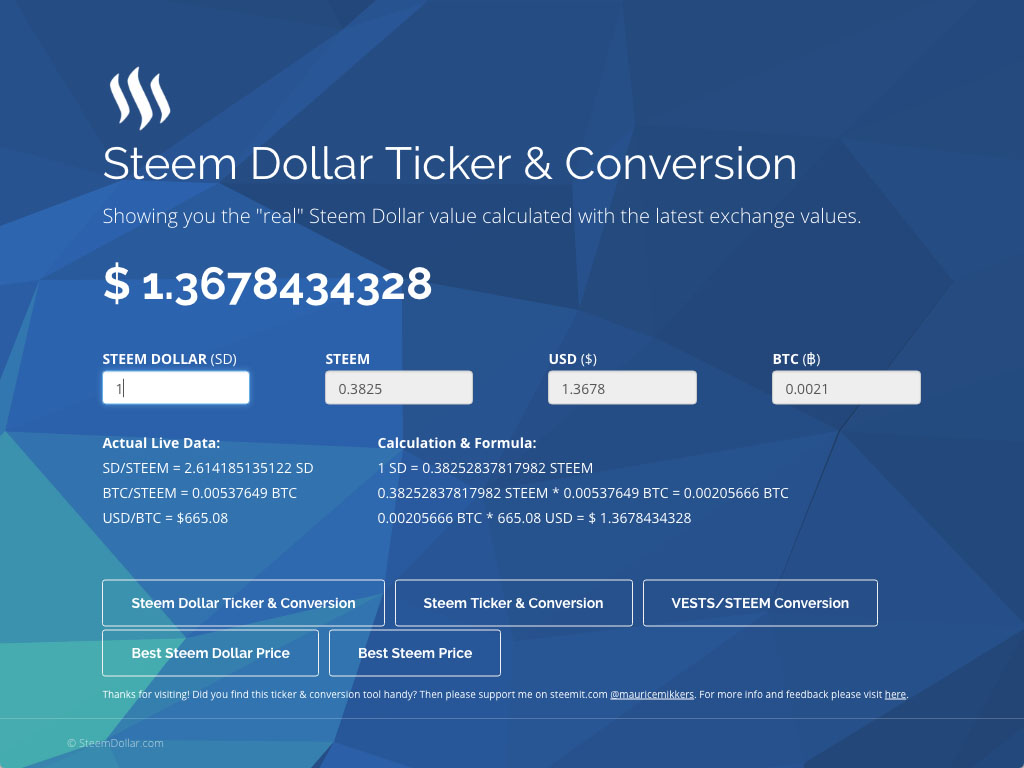 Steem Dollar Ticker & Conversion
Showing you the "real" Steem Dollar value calculated with the latest exchange values.
$ 1.3678434328
STEEM DOLLAR (SD) STEEM USD ($) BTC (฿)
1 0.3825 1.3678 0.0021
Actual Live Data:
SD/STEEM = 2.614185135122 SD
BTC/STEEM = 0.00537649 BTC
USD/BTC = $665.08
Calculation & Formula:
1 SD = 0.38252837817982 STEEM
0.38252837817982 STEEM * 0.00537649 BTC = 0.00205666 BTC
0.00205666 BTC * 665.08 USD = $ 1.3678434328
Steem Dollar Ticker & Conversion Steem Ticker & Conversion VESTS/STEEM Conversion
Best Steem Dollar Price Best Steem Price
Thanks for visiting! Did you find this ticker & conversion tool handy? Then please support me on steemit.com @mauricemikkers. For more info and feedback please visit here.
© SteemDollar.com